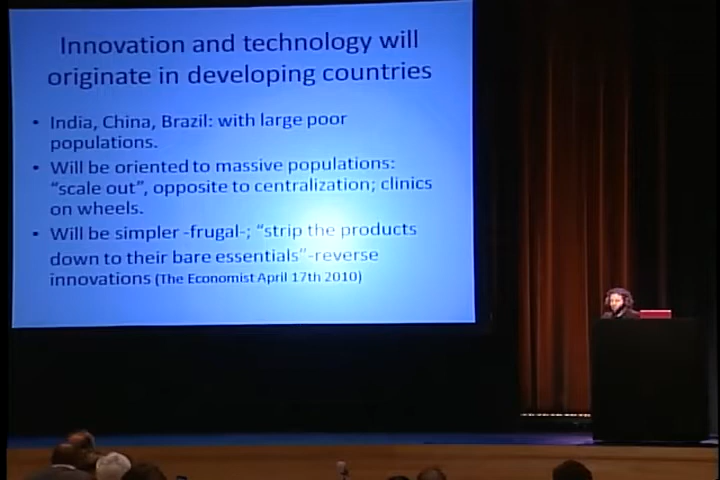 Innovation and technology will
originate in developing countries
• India, China, Brazil: with large poor
populations.
• Will be oriented to massive populations:
"scale out", opposite to centralization; clinics
on wheels.
• Will be simpler -frugal-; "strip the products
down to their bare essentials"-reverse
innovations (The Economist April 17th 2010)